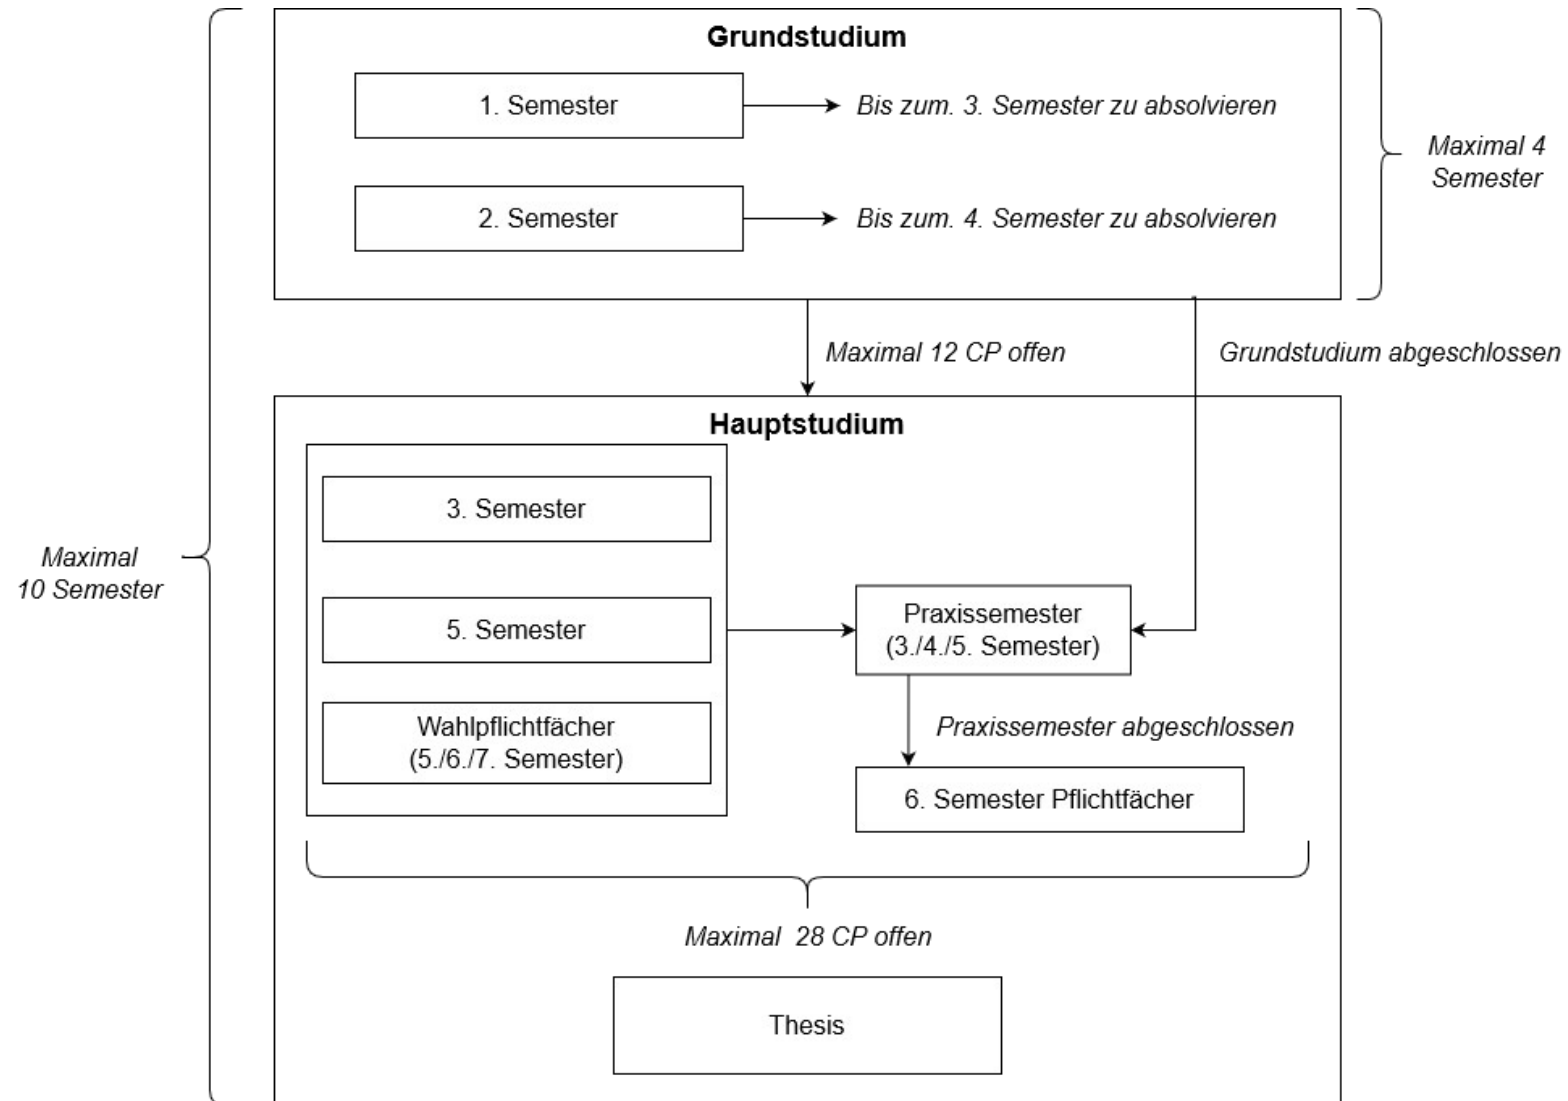 Grundstudium
1. Semester
Bis zum. 3. Semester zu absolvieren
Maximal 4
Semester
2. Semester
Bis zum. 4. Semester zu absolvieren
Maximal 12 CP offen
Grundstudium abgeschlossen
Hauptstudium
3. Semester
Maximal
10 Semester
5. Semester
Praxissemester
(3./4./5. Semester)
Wahlpflichtfächer
(5./6./7. Semester)
Praxissemester abgeschlossen
6. Semester Pflichtfächer
Maximal  28 CP offen
Thesis